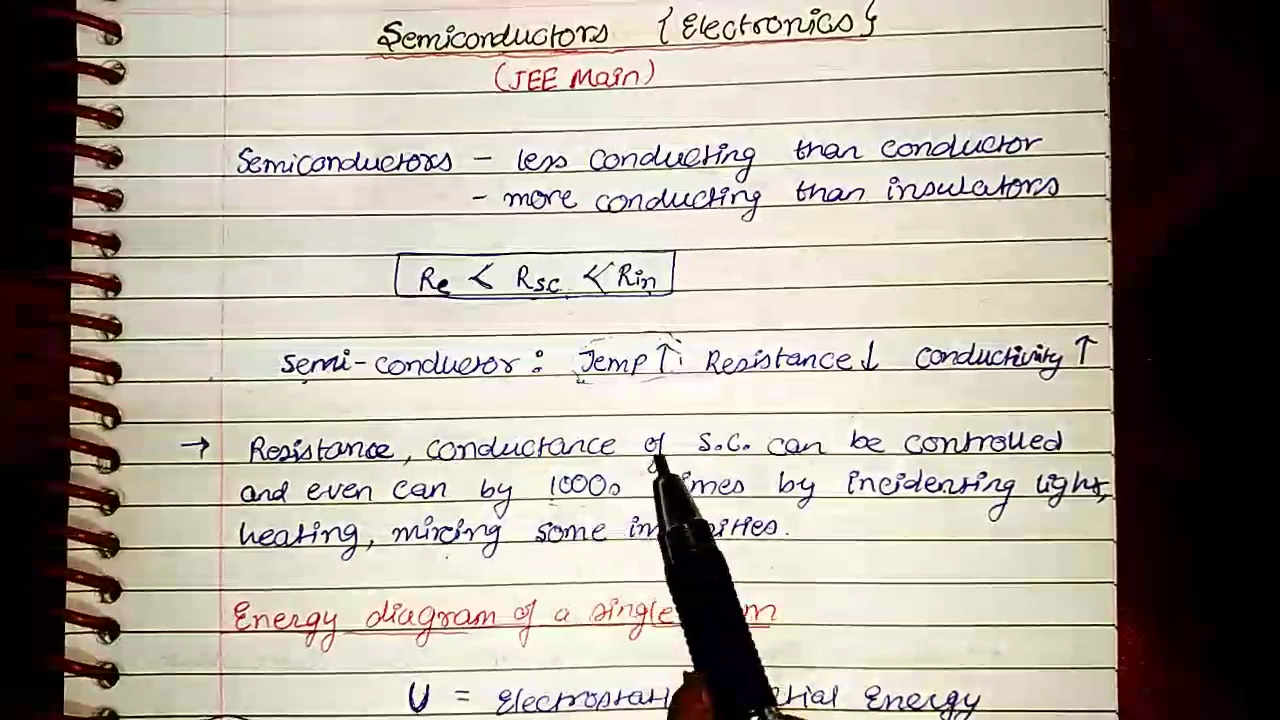 Semiconductors {Electronics}
(JEE Main)
Semiconductors - less conducting than conductor
- more conducting than insulators
Rc < Rsc < Rin
Semi-conductor : Temp ↑ Resistance ↓ conductivity ↑
→ Resistance, conductance of S.C. can be controlled
and even can by 1000s by incidenting light,
heating, mixing some
Energy diagram of a single
U = Energy